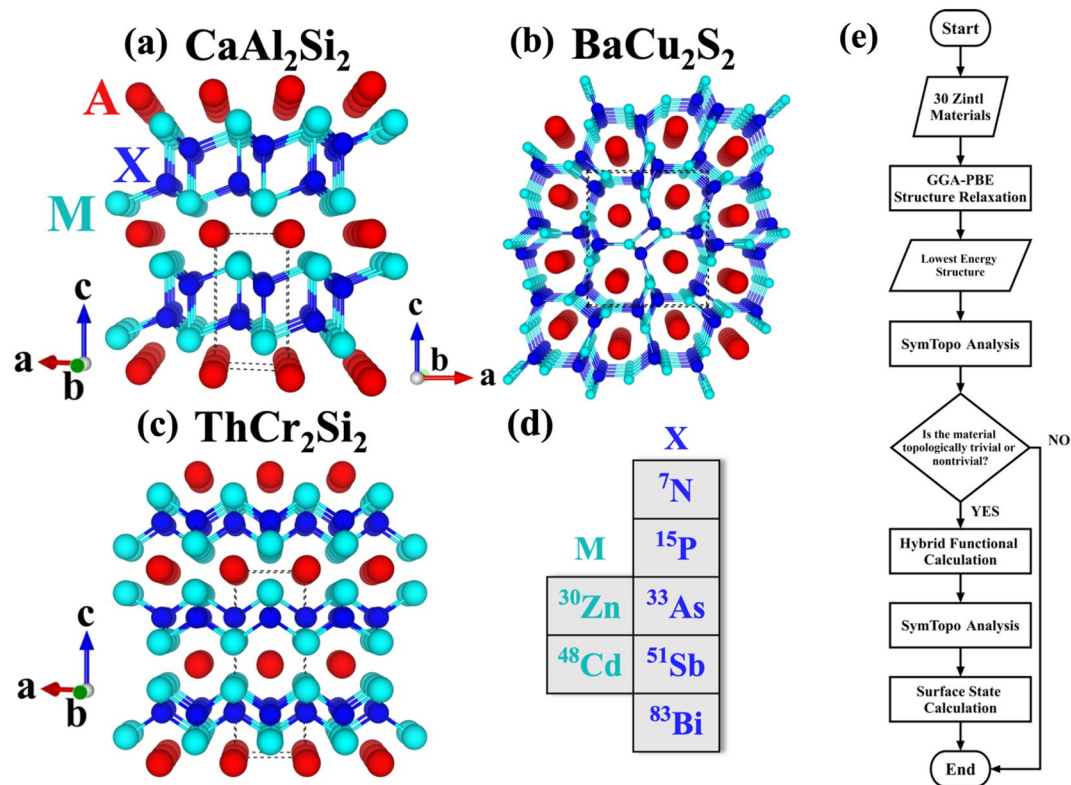 (a) CaAl2Si2
A
X
M
c
a
b
(b) BaCu2S2
c
b
a
(c) ThCr2Si2
c
a
b
(d)
X
7N
M
15P
30Zn
33As
48Cd
51Sb
83Bi
(e)
Start
30 Zintl
Materials
GGA-PBE
Structure Relaxation
Lowest Energy
Structure
SymTopo Analysis
Is the material
topologically trivial or
nontrivial?
NO
YES
Hybrid Functional
Calculation
SymTopo Analysis
Surface State
Calculation
End